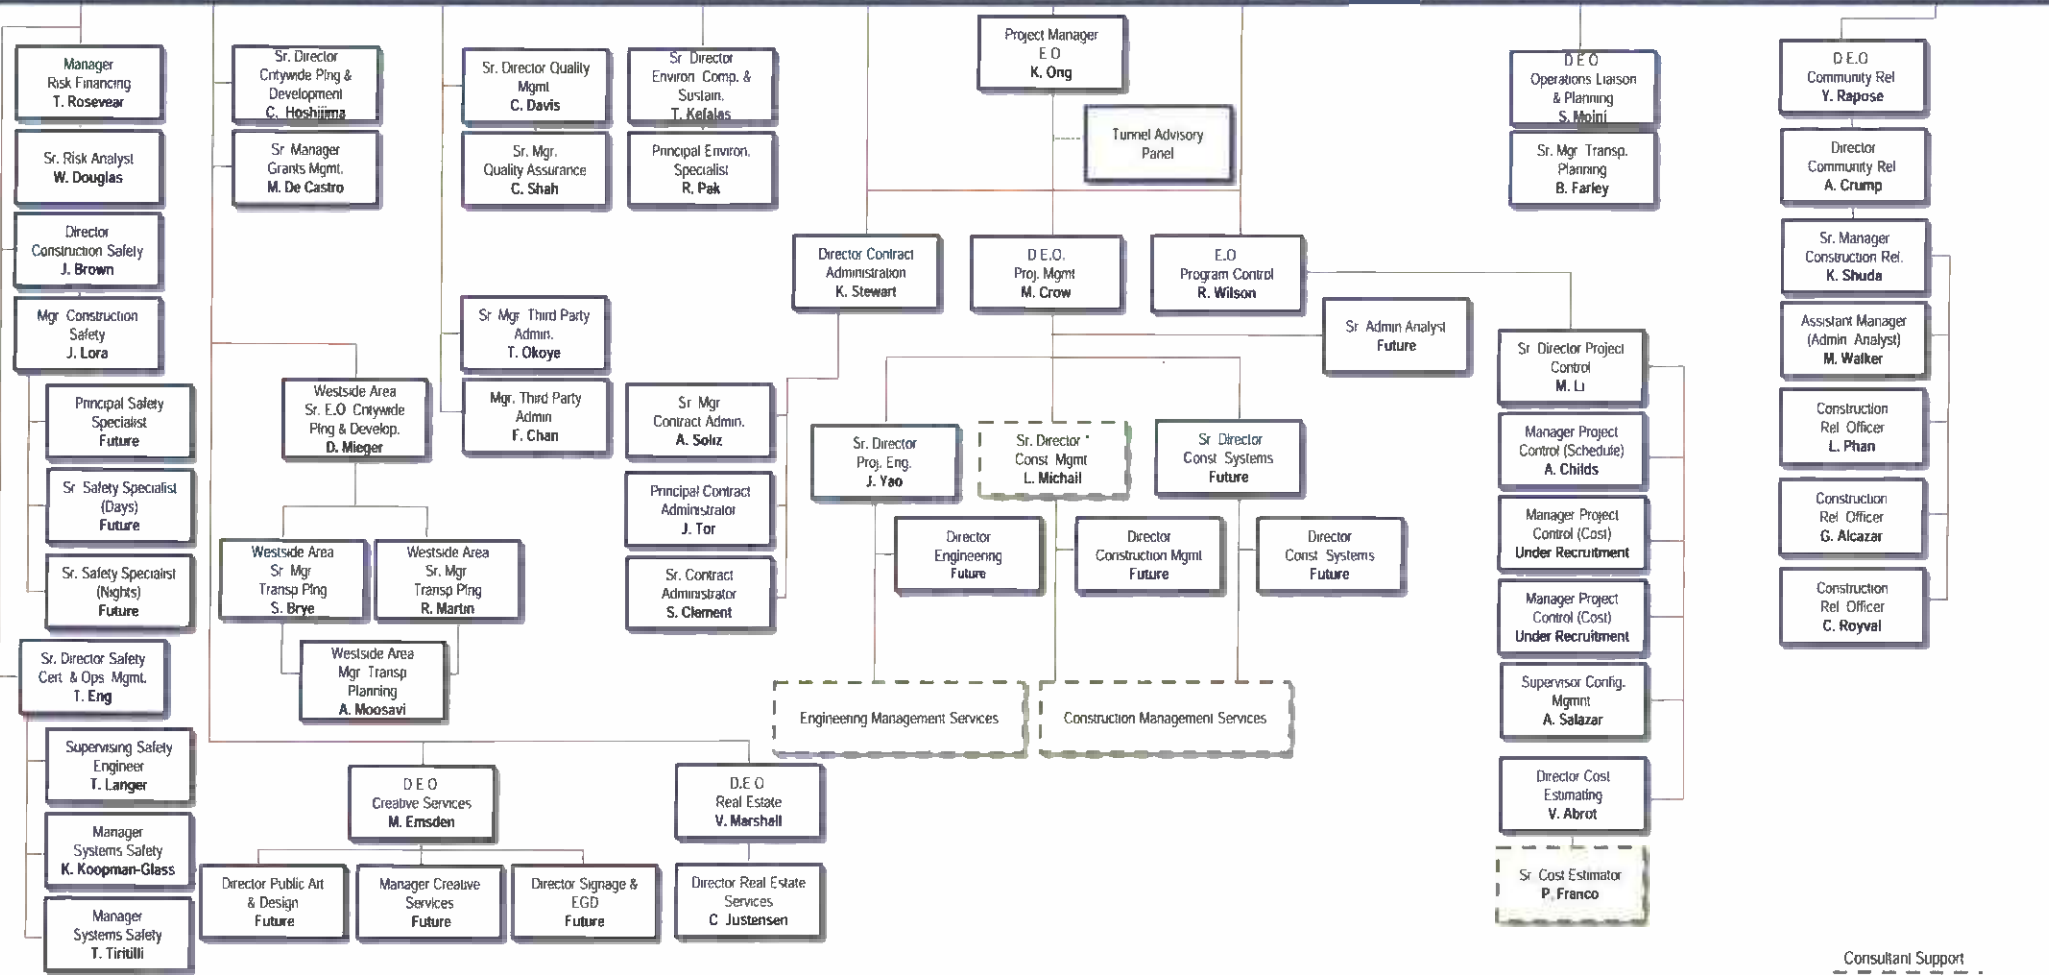 Manager
Risk Financing
T. Rosevear
Sr. Risk Analyst
W. Douglas
Director
Construction Safety
J. Brown
Mgr Construction
Safety
J. Lora
Principal Safety
Specialist
Future
Sr Safety Specialist
(Days)
Future
Sr. Safety Specialist
(Nights)
Future
Sr. Director Safety
Cert & Ops Mgmt.
T. Eng
Supervising Safety
Engineer
T. Langer
Manager
Systems Safety
K. Koopman-Glass
Manager
Systems Safety
T. Tiritilli
Sr. Director
Cntywide Plng &
Development
C. Hoshijima
Sr Manager
Grants Mgmt.
M. De Castro
Westside Area
Sr. E.O Cntywide
Plng & Develop.
D. Mieger
Westside Area
Sr Mgr
Transp Plng
S. Brye
Westside Area
Sr. Mgr
Transp Plng
R. Martin
Westside Area
Mgr Transp
Planning
A. Moosavi
D E O
Creative Services
M. Emsden
Director Public Art
& Design
Future
Manager Creative
Services
Future
Director Signage &
EGD
Future
D.E O
Real Estate
V. Marshall
Director Real Estate
Services
C Justensen
Sr. Director Quality
Mgmt
C. Davis
Sr. Mgr.
Quality Assurance
C. Shah
Sr Mgr Third Party
Admin.
T. Okoye
Mgr. Third Party
Admin
F. Chan
Sr Director
Environ Comp. &
Sustain.
T. Kefalas
Principal Environ.
Specialist
R. Pak
Project Manager
E O
K. Ong
Tunnel Advisory
Panel
Director Contract
Administration
K. Stewart
Sr Mgr
Contract Admin.
A. Soliz
Principal Contract
Administrator
J. Tor
Sr. Contract
Administrator
S. Clement
D E.O.
Proj. Mgmt
M. Crow
Sr Admin Analyst
Future
Sr. Director
Proj. Eng.
J. Yao
Sr. Director
Const Mgmt
L. Michail
Sr Director
Const Systems
Future
Director
Engineering
Future
Director
Construction Mgmt
Future
Director
Const Systems
Future
Engineering Management Services
Construction Management Services
E.O
Program Control
R. Wilson
Sr Director Project
Control
M. Li
Manager Project
Control (Schedule)
A. Childs
Manager Project
Control (Cost)
Under Recruitment
Manager Project
Control (Cost)
Under Recruitment
Supervisor Config.
Mgmnt
A. Salazar
Director Cost
Estimating
V. Abrot
Sr Cost Estimator
P. Franco
D E O
Operations Liaison
& Planning
S. Moini
Sr. Mgr Transp.
Planning
B. Farley
D E.O
Community Rel
Y. Rapose
Director
Community Rel
A. Crump
Sr. Manager
Construction Rel.
K. Shuda
Assistant Manager
(Admin Analyst)
M. Walker
Construction
Rel Officer
L. Phan
Construction
Rel Officer
G. Alcazar
Construction
Rel Officer
C. Royval
Consultant Support